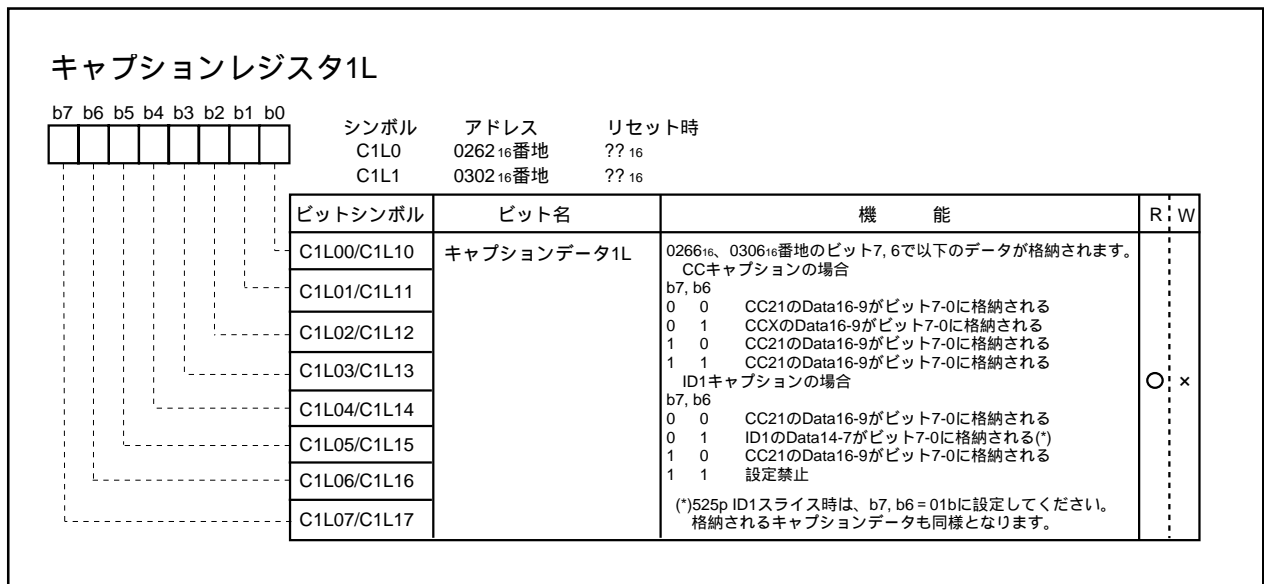 キャプションレジスタ1L
b7 b6 b5 b4 b3 b2 b1 b0
シンボル アドレス リセット時
C1L0 0262 16番地 ?? 16
C1L1 0302 16番地 ?? 16
ビットシンボル ビット名 機 能 R W
C1L00/C1L10 キャプションデータ1L
C1L01/C1L11
C1L02/C1L12
C1L03/C1L13
C1L04/C1L14
C1L05/C1L15
C1L06/C1L16
C1L07/C1L17
026616、030616番地のビット7, 6で以下のデータが格納されます。
CCキャプションの場合
b7, b6
0 0 CC21のData16-9がビット7-0に格納される
0 1 CCXのData16-9がビット7-0に格納される
1 0 CC21のData16-9がビット7-0に格納される
1 1 CC21のData16-9がビット7-0に格納される
ID1キャプションの場合
b7, b6
0 0 CC21のData16-9がビット7-0に格納される
0 1 ID1のData14-7がビット7-0に格納される(*)
1 0 CC21のData16-9がビット7-0に格納される
1 1 設定禁止
(*)525p ID1スライス時は、b7, b6 = 01bに設定してください。
格納されるキャプションデータも同様となります。
○ ×